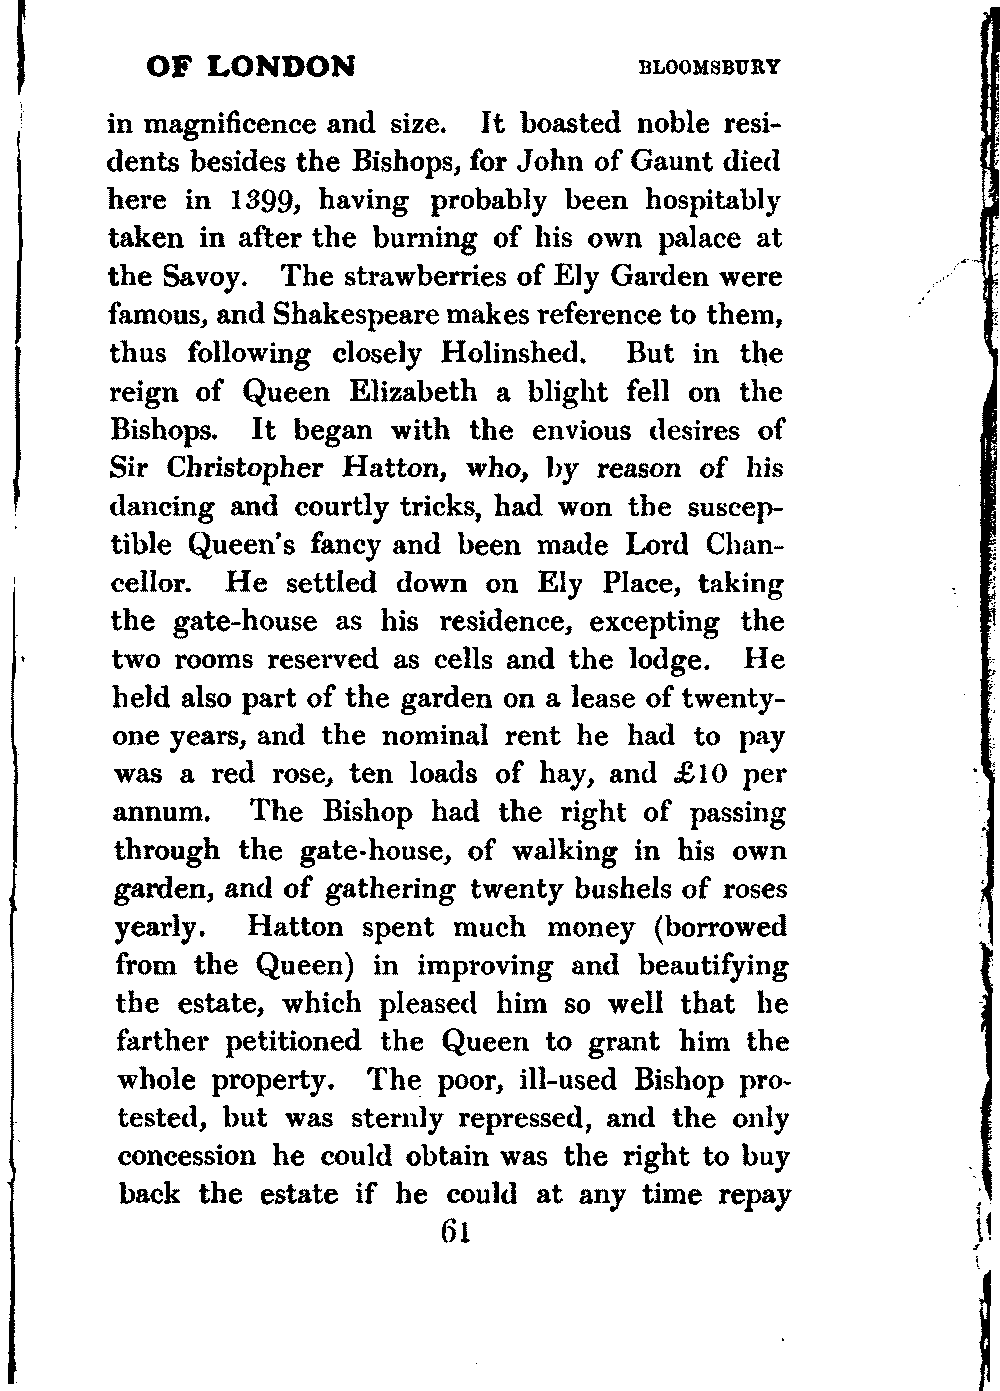 OF LONDON BLOOMSBURY
in magnificence and size. It boasted noble resi-
dents besides the Bishops, for John of Gaunt died
here in 1399, having probably been hospitably
taken in after the burning of his own palace at
the Savoy. The strawberries of Ely Garden were
famous, and Shakespeare makes reference to them,
thus following closely Holinshed. But in the
reign of Queen Elizabeth a blight fell on the
Bishops. It began with the envious desires of
Sir Christopher Hatton, who, by reason of his
dancing and courtly tricks, had won the suscep-
tible Queen's fancy and been made Lord Chan-
cellor. He settled down on Ely Place, taking
the gate-house as his residence, excepting the
two rooms reserved as cells and the lodge. He
held also part of the garden on a lease of twenty-
one years, and the nominal rent he had to pay
was a red rose, ten loads of hay, and £10 per
annum. The Bishop had the right of passing
through the gate-house, of walking in his own
garden, and of gathering twenty bushels of roses
yearly. Hatton spent much money (borrowed
from the Queen) in improving and beautifying
the estate, which pleased him so well that he
farther petitioned the Queen to grant him the
whole property. The poor, ill-used Bishop pro-
tested, but was sternly repressed, and the only
concession he could obtain was the right to buy
back the estate if he could at any time repay
61